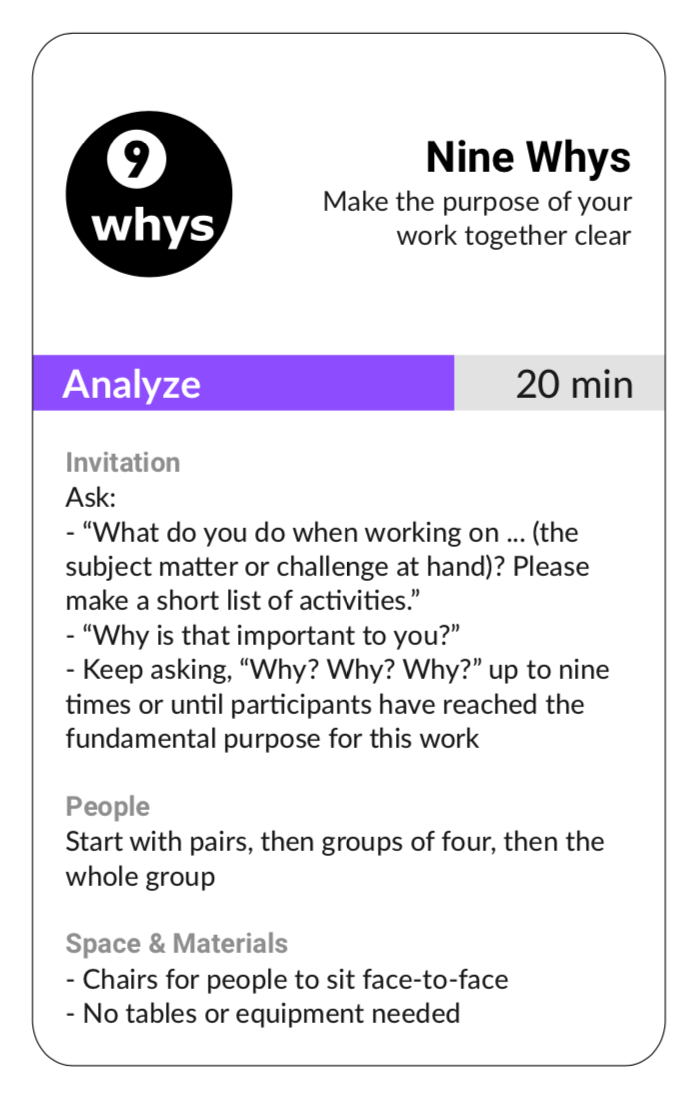 9
whys
Nine Whys
Make the purpose of your
work together clear
Analyze
20 min
Invitation
Ask:
- “What do you do when working on ... (the
subject matter or challenge at hand)? Please
make a short list of activities.”
- “Why is that important to you?”
- Keep asking, “Why? Why? Why?” up to nine
times or until participants have reached the
fundamental purpose for this work
People
Start with pairs, then groups of four, then the
whole group
Space & Materials
- Chairs for people to sit face-to-face
- No tables or equipment needed